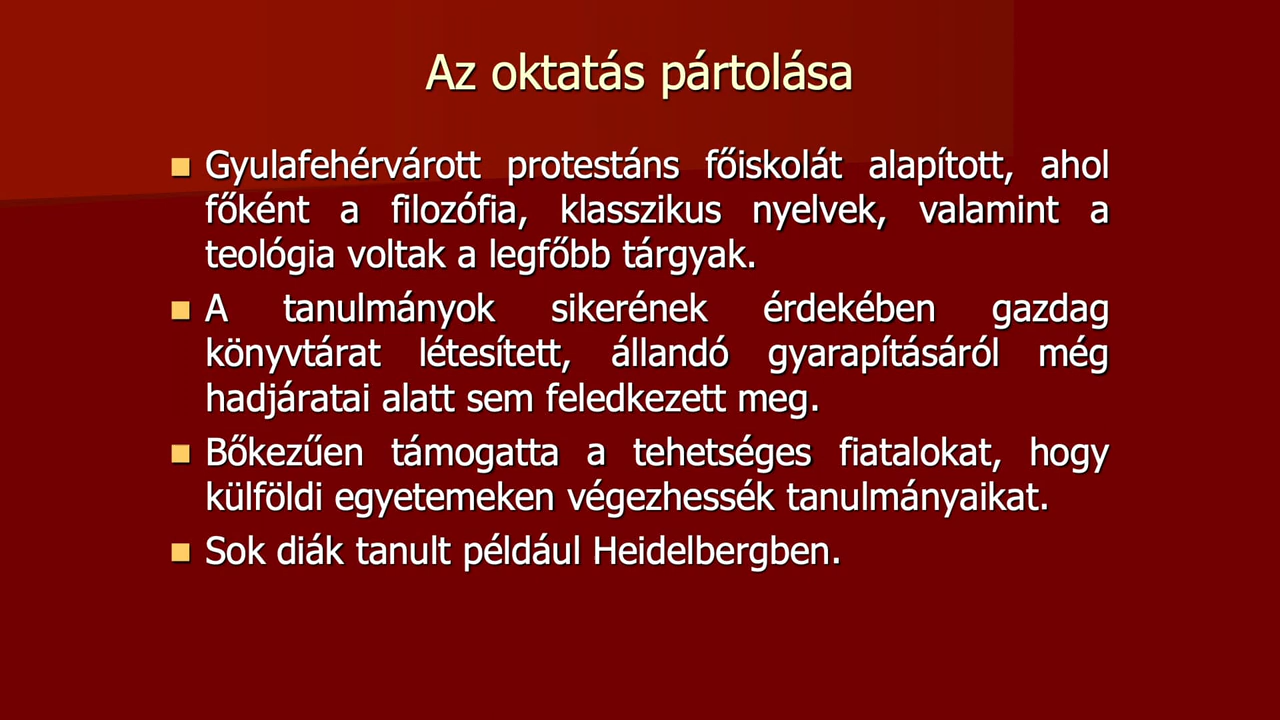 Az oktatás pártolása
Gyulafehérvárott protestáns főiskolát alapított, ahol
főként a filozófia, klasszikus nyelvek, valamint a
teológia voltak a legfőbb tárgyak.
A tanulmányok sikerének érdekében gazdag
könyvtárat létesített, állandó gyarapításáról még
hadjáratai alatt sem feledkezett meg.
Bőkezűen támogatta a tehetséges fiatalokat, hogy
külföldi egyetemeken végezhessék tanulmányaikat.
Sok diák tanult például Heidelbergben.